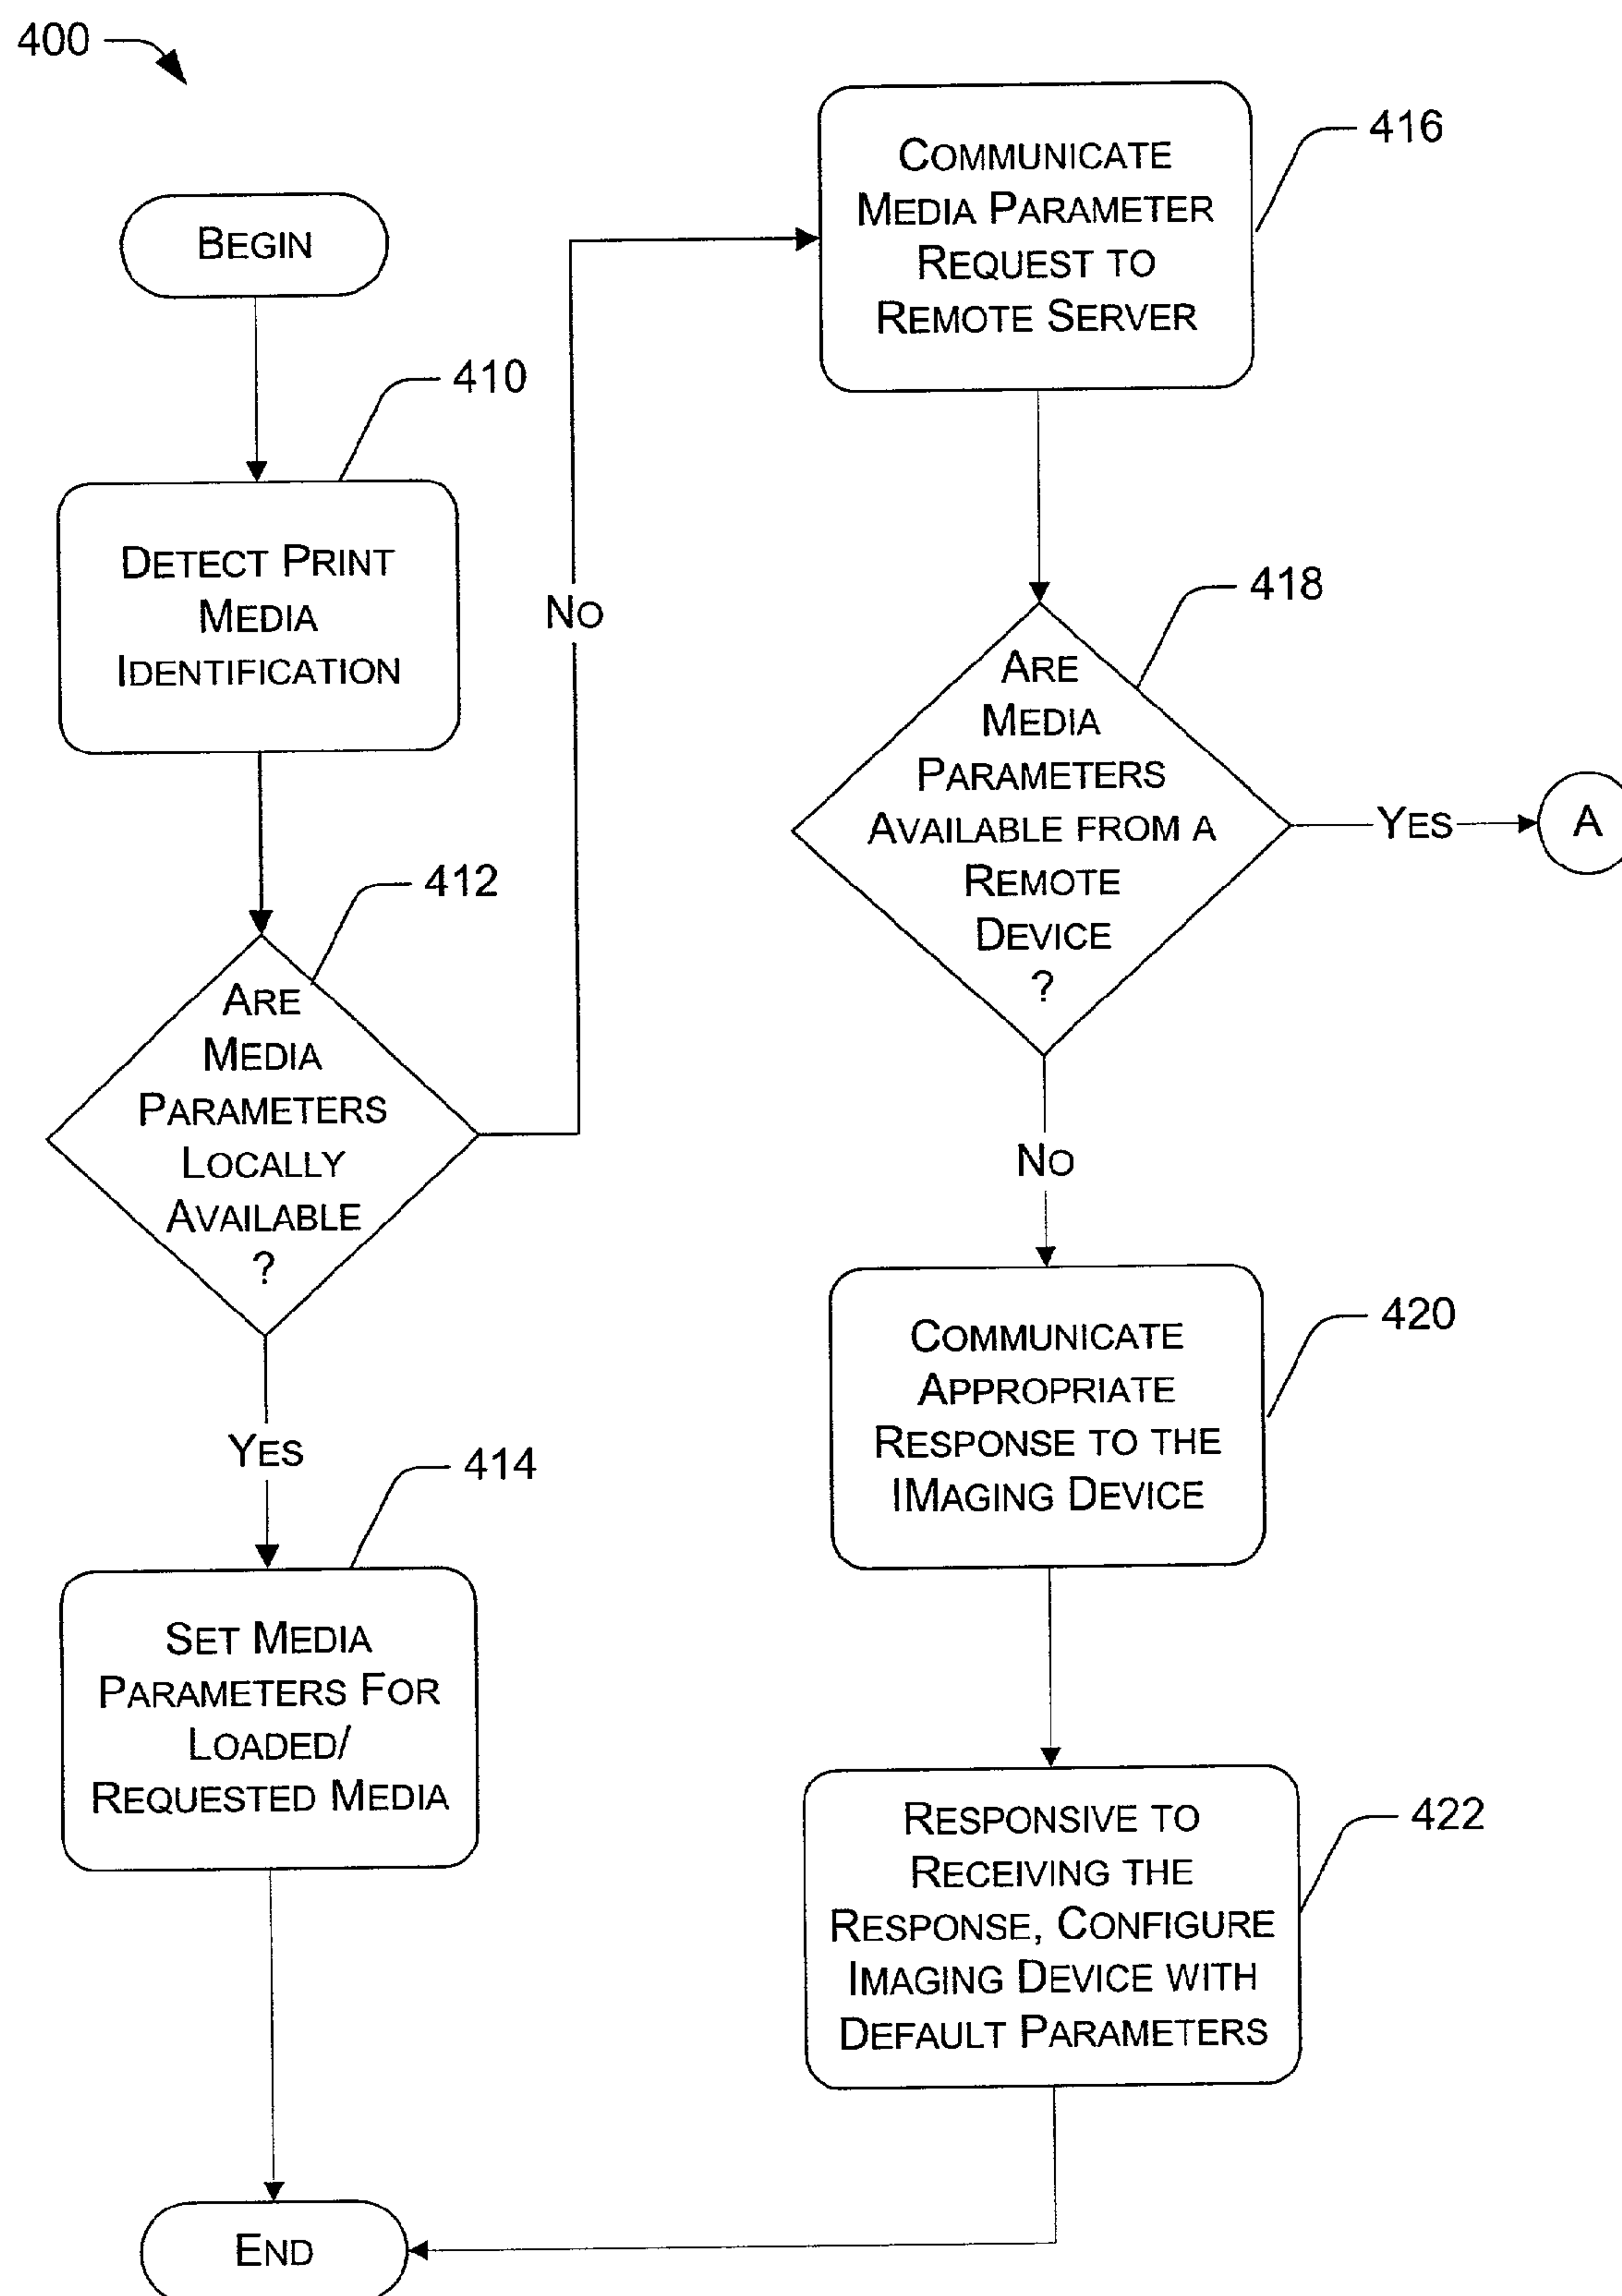 400
BEGIN
410
DETECT PRINT
MEDIA
IDENTIFICATION
412
ARE
MEDIA
PARAMETERS
LOCALLY
AVAILABLE
?
NO
YES
414
SET MEDIA
PARAMETERS FOR
LOADED/
REQUESTED MEDIA
END
416
COMMUNICATE
MEDIA PARAMETER
REQUEST TO
REMOTE SERVER
418
ARE
MEDIA
PARAMETERS
AVAILABLE FROM A
REMOTE
DEVICE
?
YES
A
NO
420
COMMUNICATE
APPROPRIATE
RESPONSE TO THE
IMAGING DEVICE
422
RESPONSIVE TO
RECEIVING THE
RESPONSE, CONFIGURE
IMAGING DEVICE WITH
DEFAULT PARAMETERS